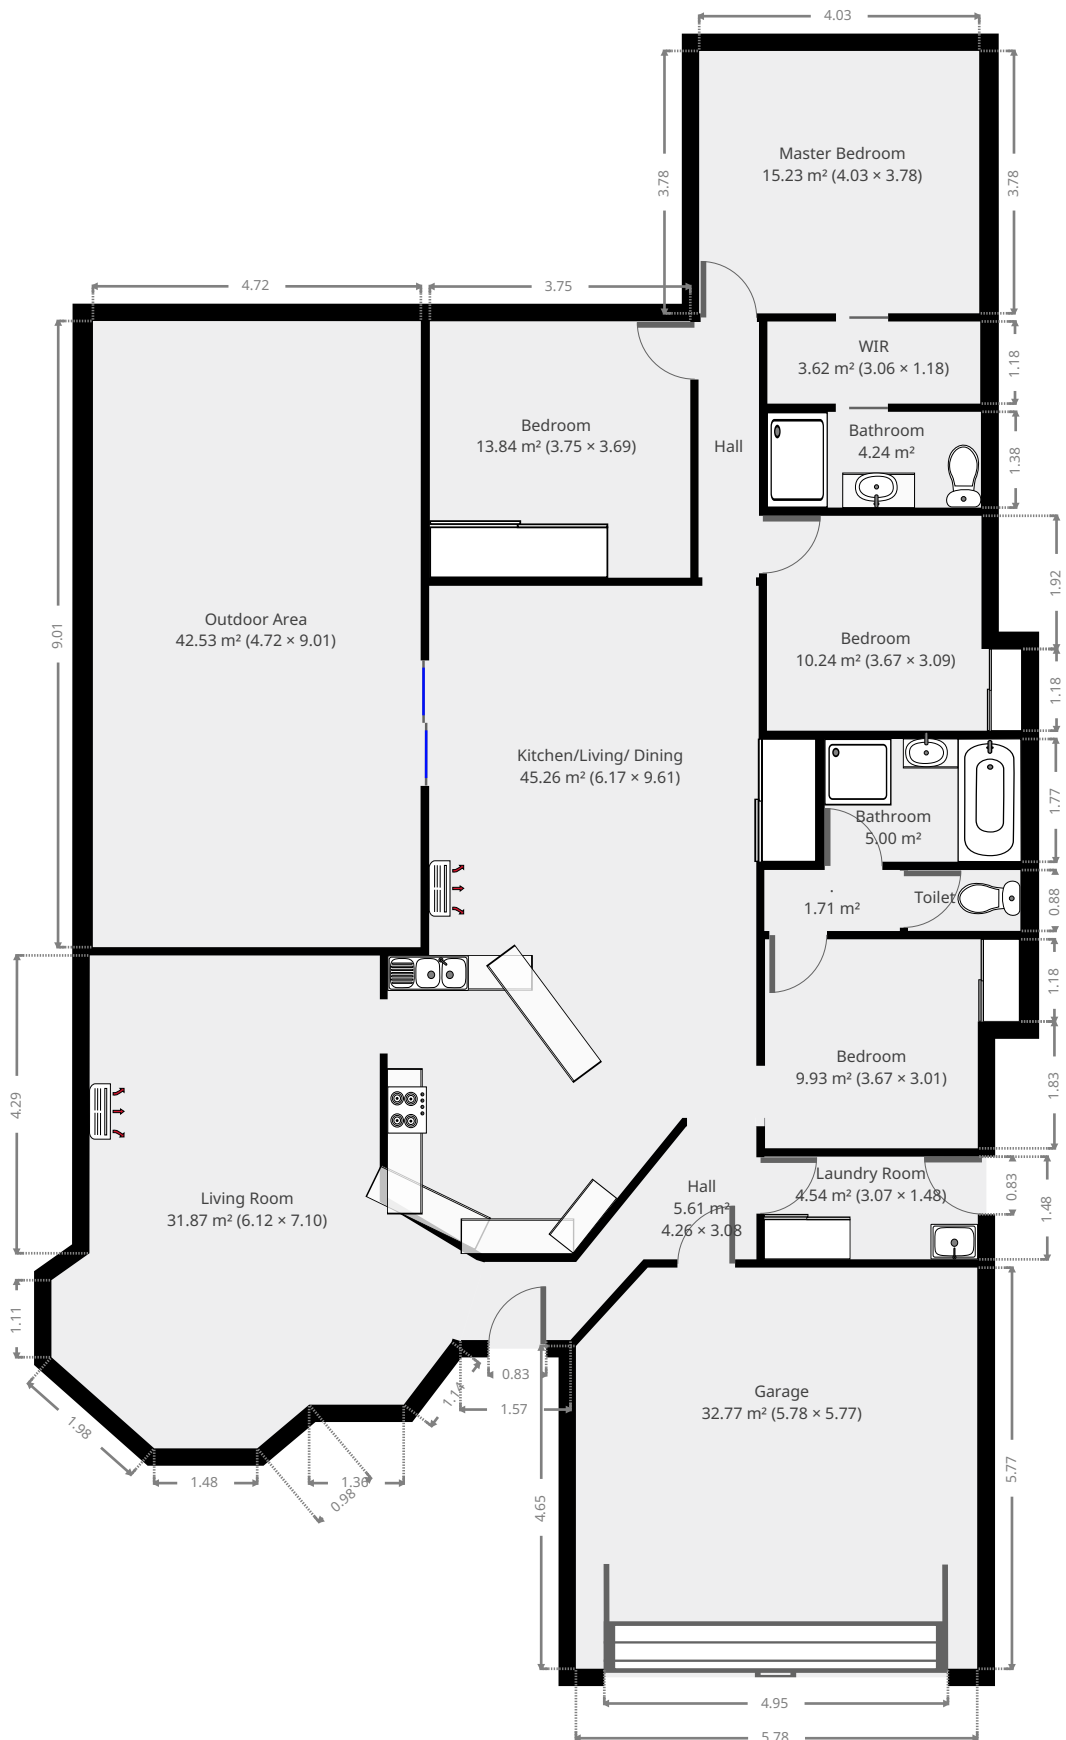 4.03
Master Bedroom
15.23 m² (4.03 × 3.78)
3.78
3.78
4.72
3.75
WIR
3.62 m² (3.06 × 1.18)
1.18
Bedroom
13.84 m² (3.75 × 3.69)
Hall
Bathroom
4.24 m²
1.38
1.92
Outdoor Area
42.53 m² (4.72 × 9.01)
9.01
Bedroom
10.24 m² (3.67 × 3.09)
1.18
Kitchen/Living/ Dining
45.26 m² (6.17 × 9.61)
1.77
Bathroom
5.00 m²
.
1.71 m²
Toilet
0.88
1.18
Bedroom
9.93 m² (3.67 × 3.01)
1.83
4.29
Living Room
31.87 m² (6.12 × 7.10)
Hall
5.61 m²
4.26 × 3.08
Laundry Room
4.54 m² (3.07 × 1.48)
0.83
1.48
1.11
0.83
1.14
1.57
1.98
1.48
1.36
0.98
4.65
Garage
32.77 m² (5.78 × 5.77)
5.77
4.95
5.78